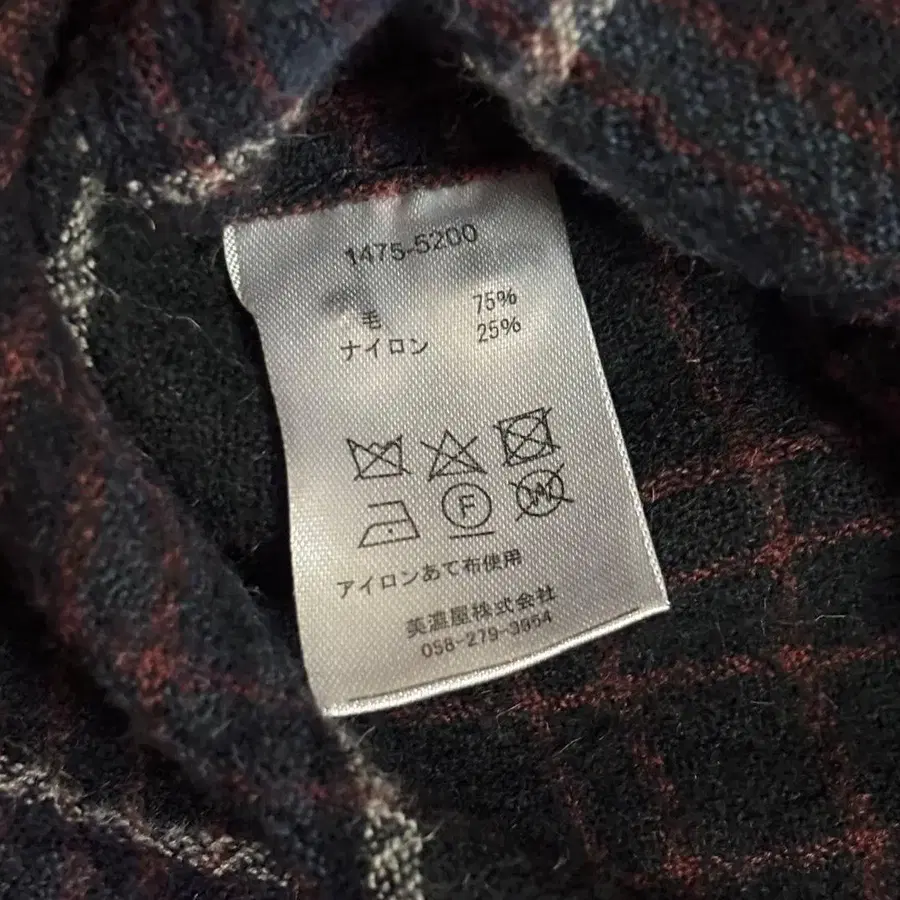 1475-5200
毛 75%
ナイロン 25%
F
W
アイロンあて布使用
美濃屋株式会社
058-279-3954